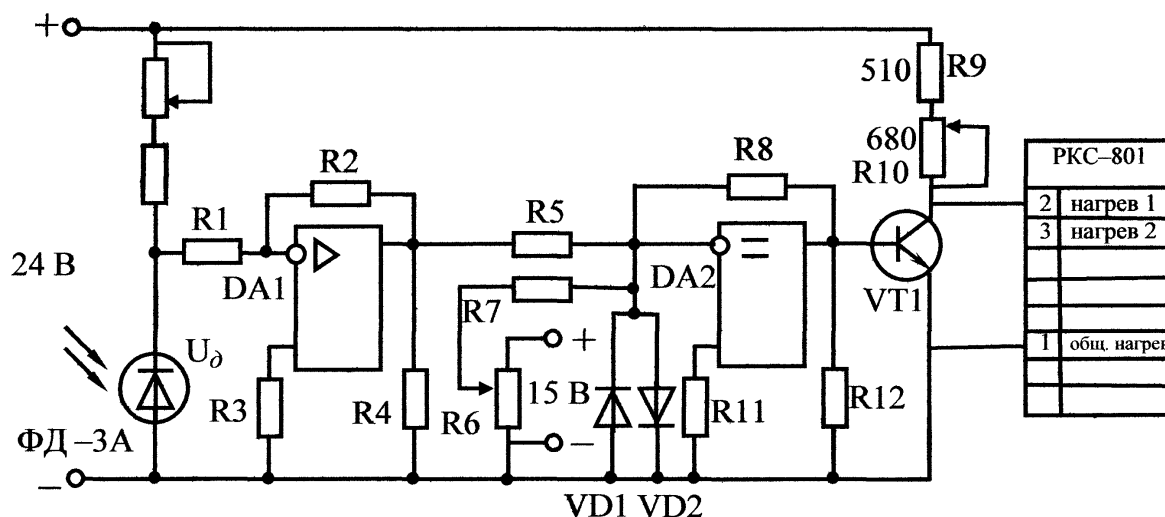 +
510
R9
680
R10
РКС–801
2 нагрев 1
3 нагрев 2
1 общ. нагрев
R2
R8
R1
R5
24 В
DA1
DA2
VT1
R7
Uд
+
15 В
R3
R4
R6
R11
R12
ФД –3А
–
–
VD1 VD2